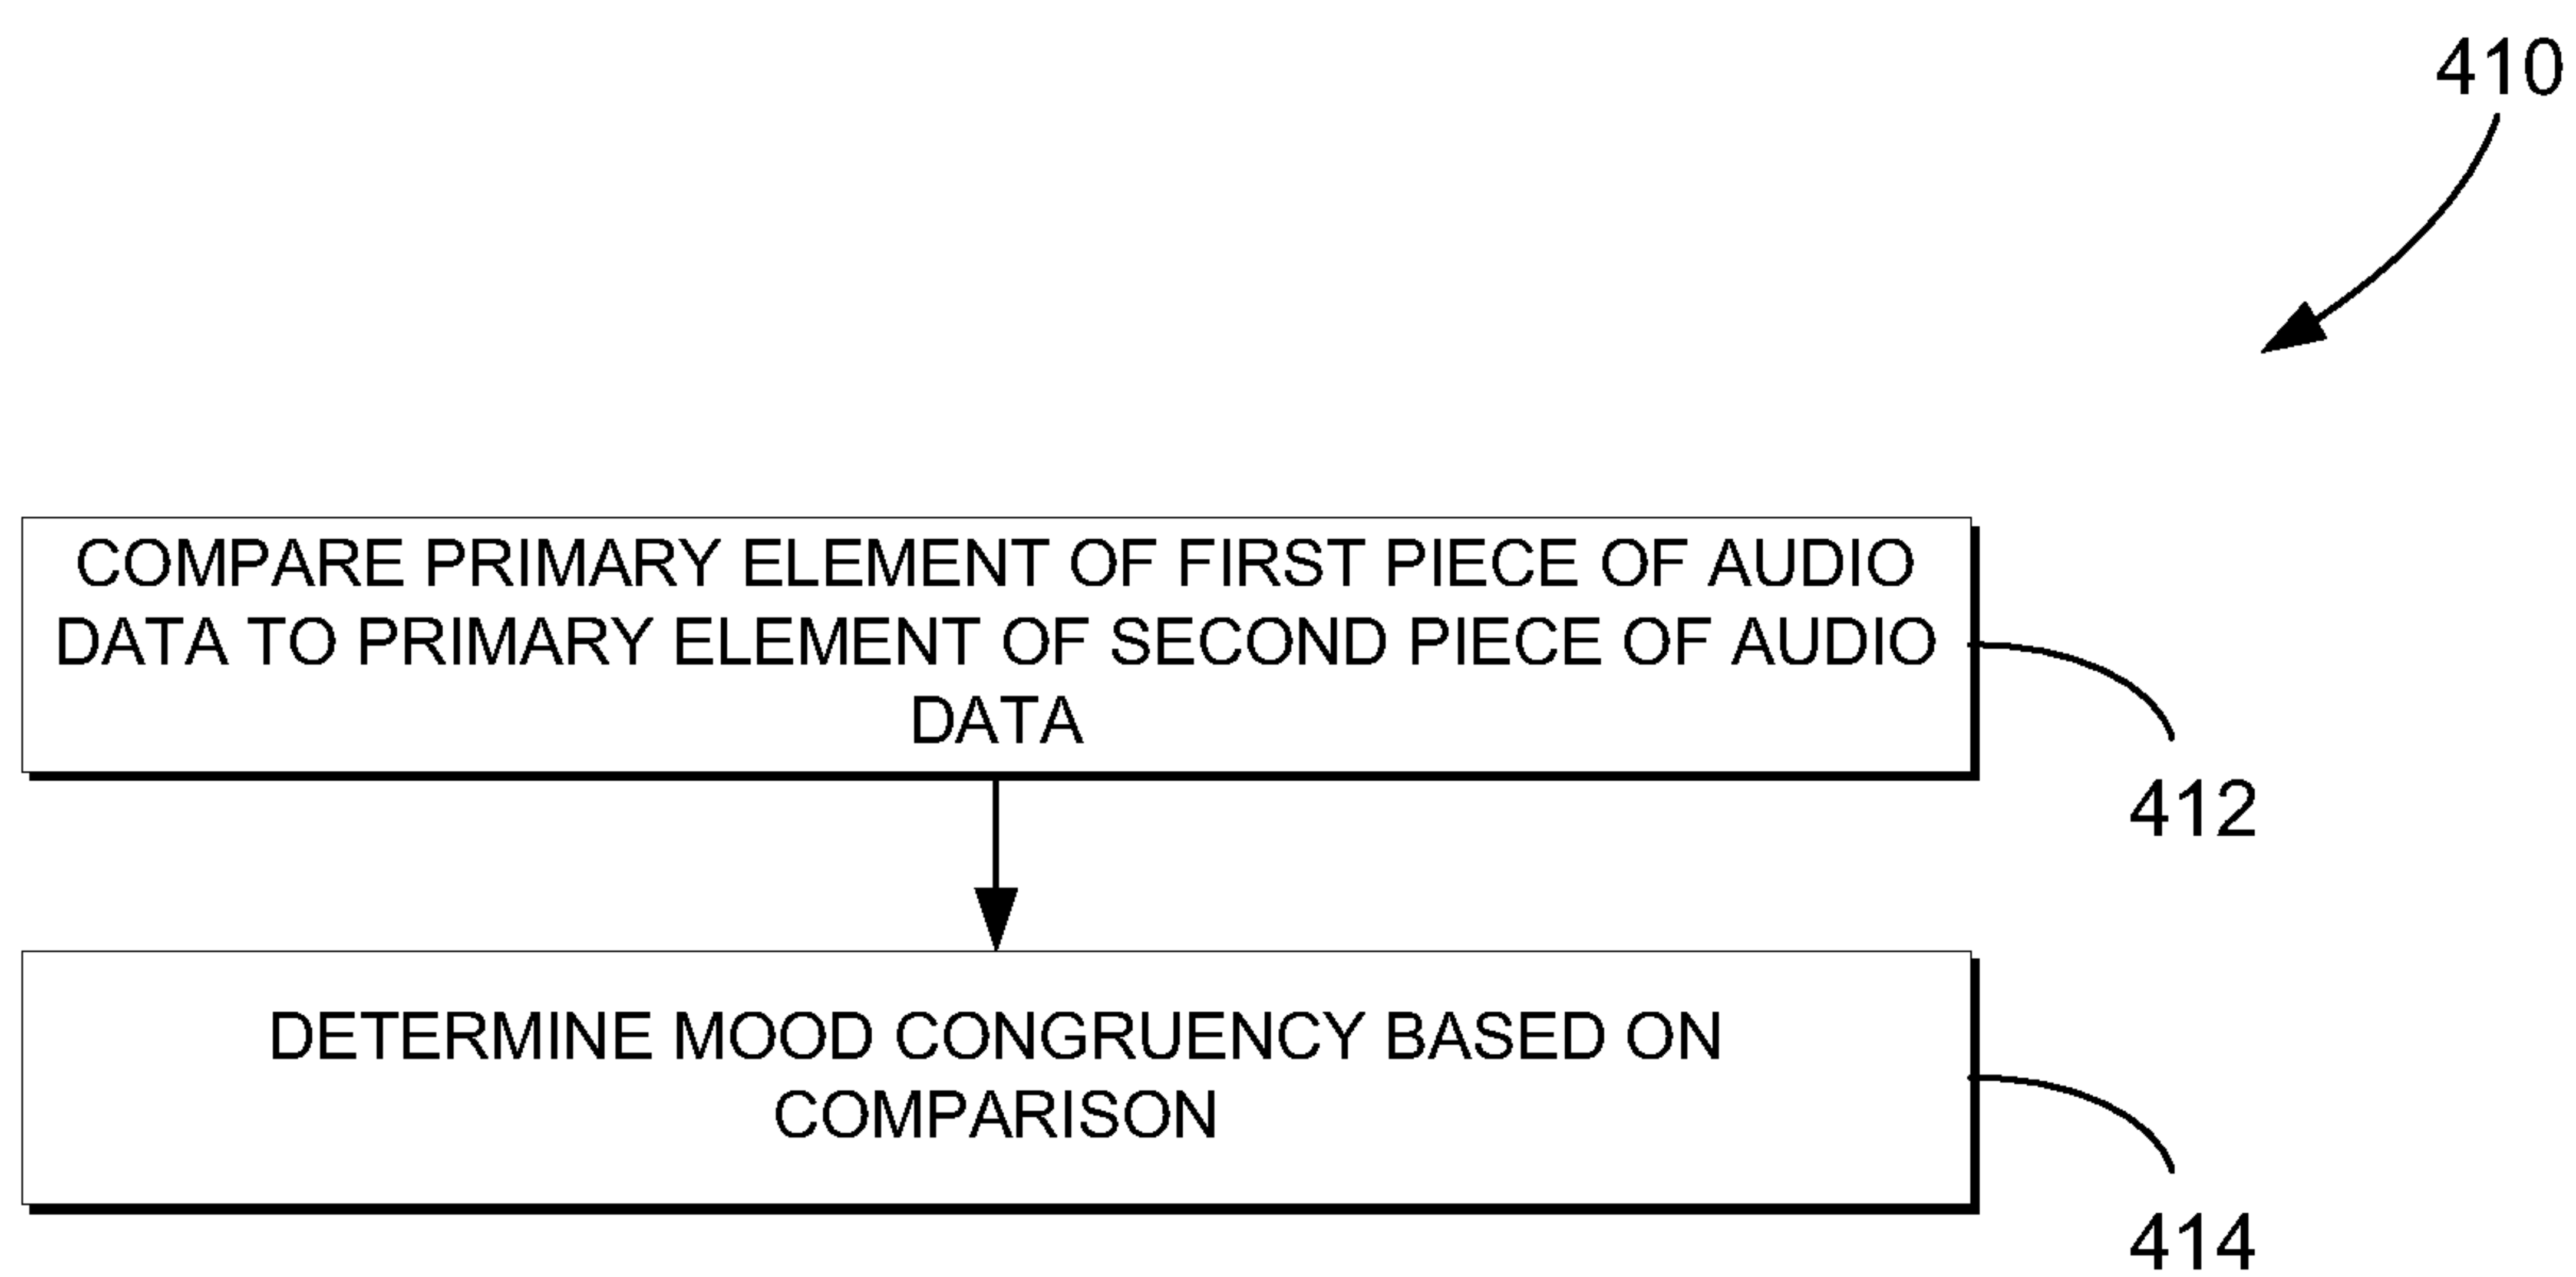 410
COMPARE PRIMARY ELEMENT OF FIRST PIECE OF AUDIO
DATA TO PRIMARY ELEMENT OF SECOND PIECE OF AUDIO
DATA
412
DETERMINE MOOD CONGRUENCY BASED ON
COMPARISON
414